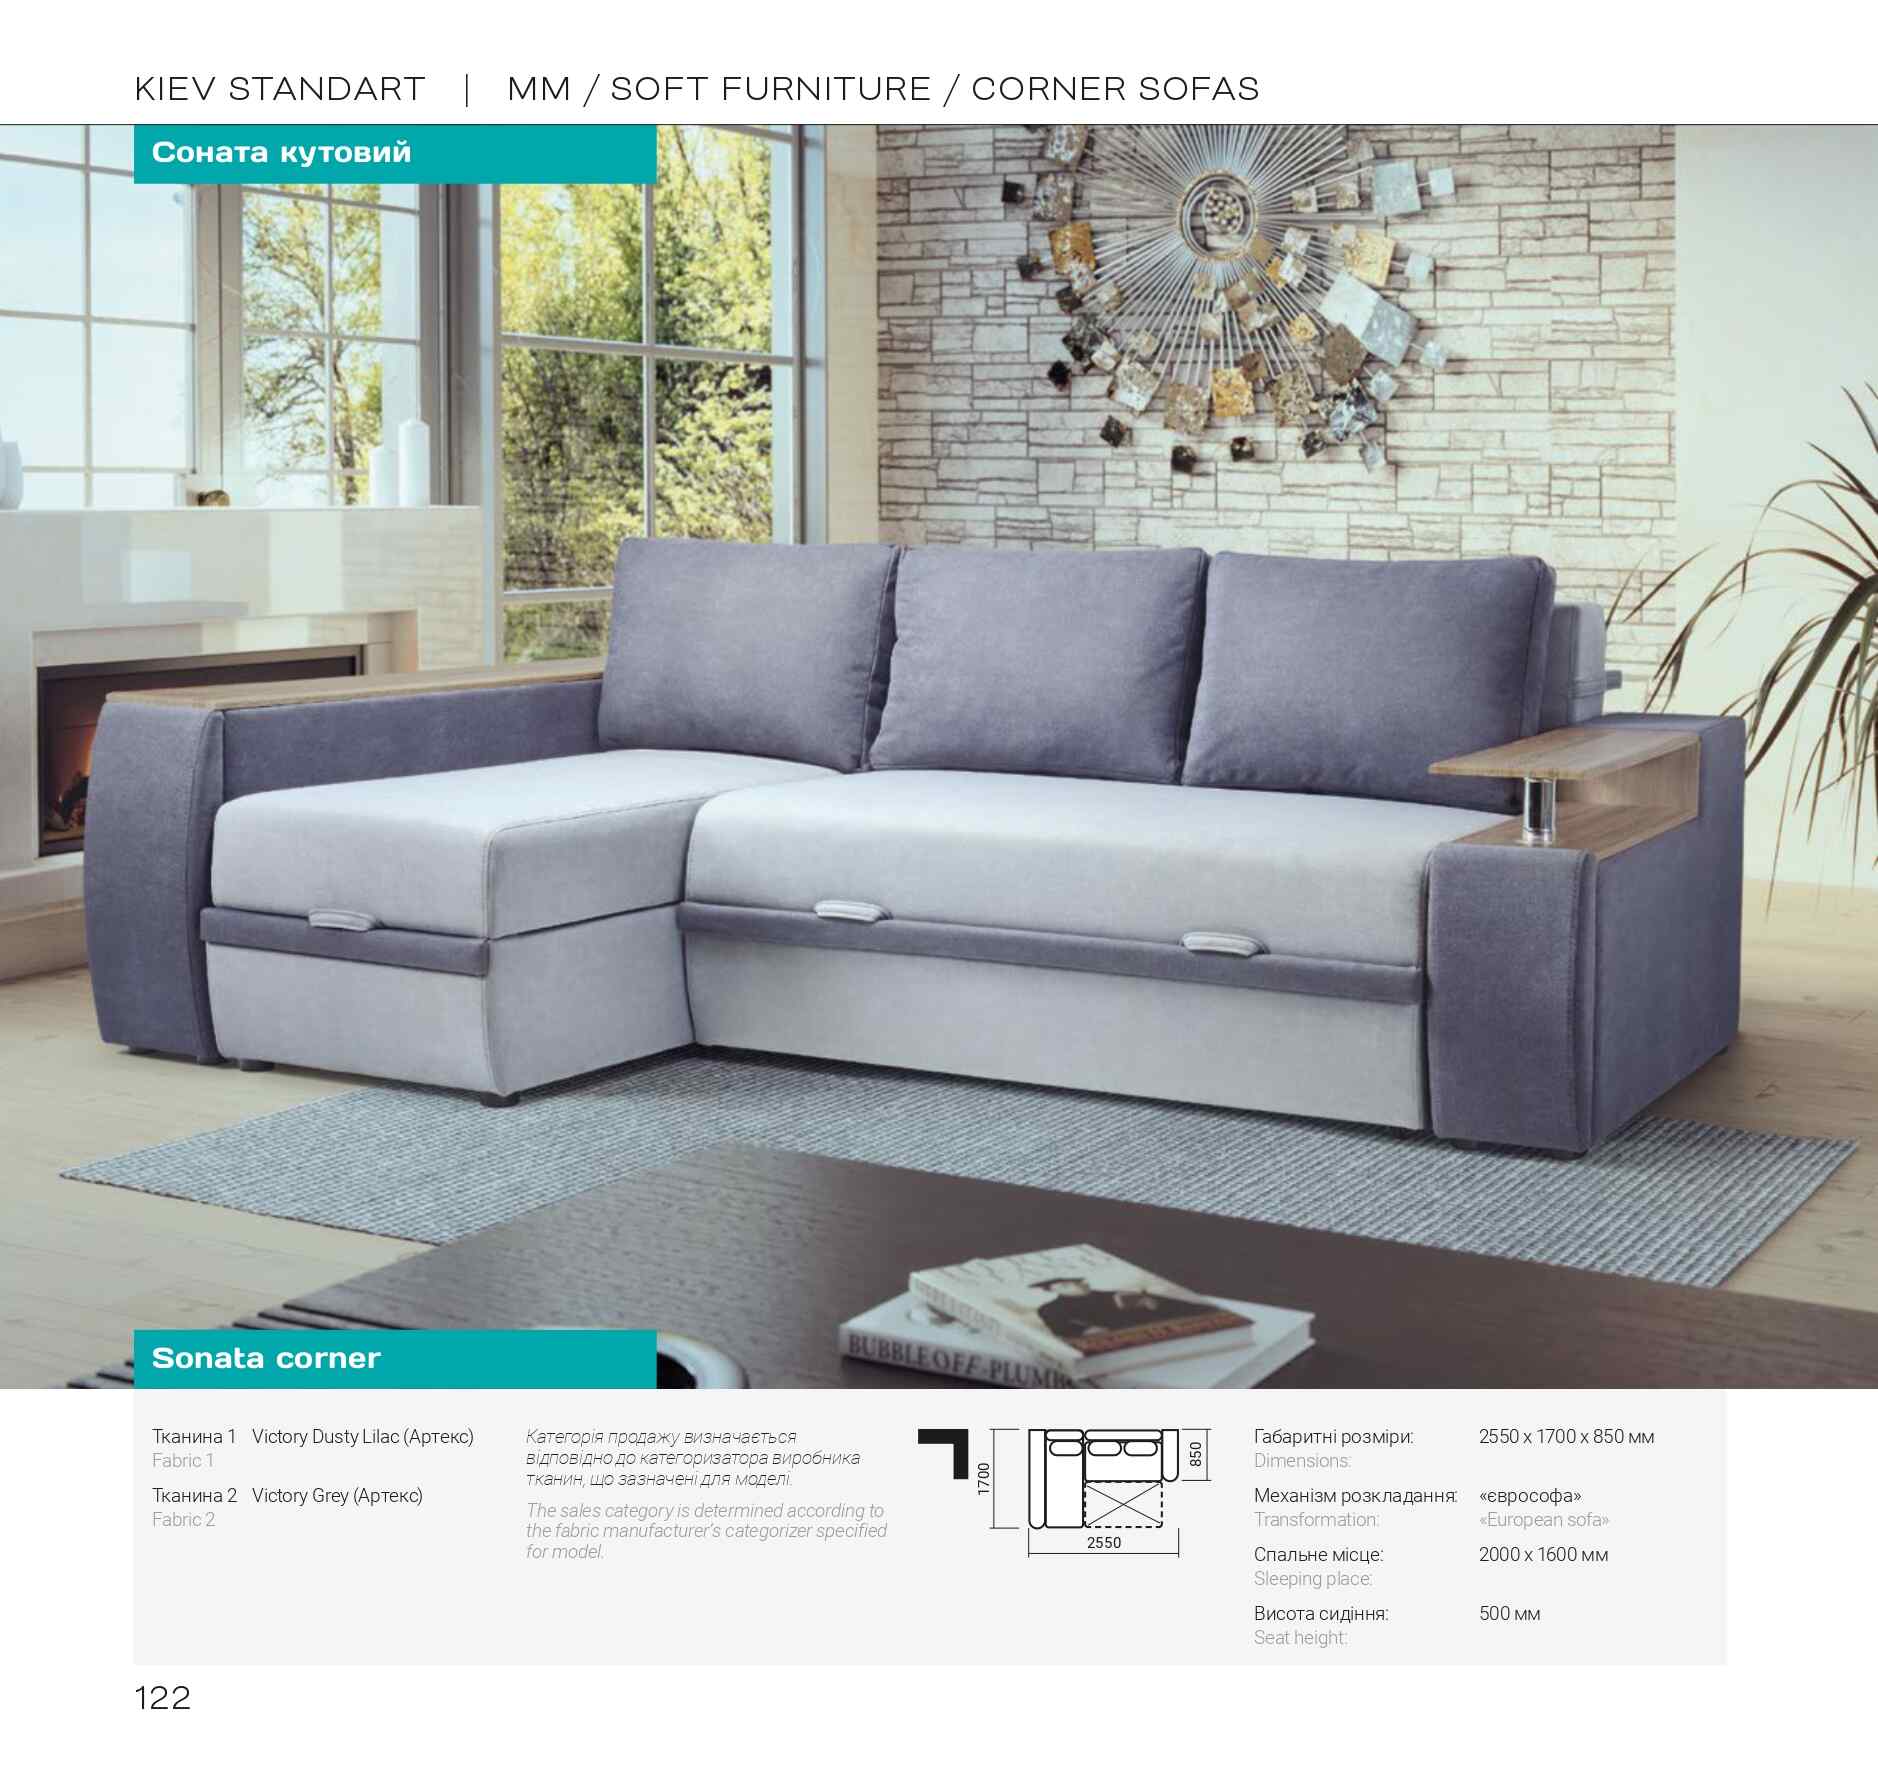 KIEV STANDART | MM / SOFT FURNITURE / CORNER SOFAS
Соната кутовий
BUBBLE OFF-PLUMB
Sonata corner
Тканина 1 Victory Dusty Lilac (Артекс)
Fabric 1
Тканина 2 Victory Grey (Артекс)
Fabric 2
Категорія продажу визначається
відповідно до категоризатора виробника
тканин, що зазначені для моделі.
The sales category is determined according to
the fabric manufacturer's categorizer specified
for model.
1700
850
2550
Габаритні розміри: 2550 x 1700 x 850 мм
Dimensions:
Механізм розкладання: «єврософа»
Transformation: «European sofa»
Спальне місце: 2000 x 1600 мм
Sleeping place:
Висота сидіння: 500 мм
Seat height:
122